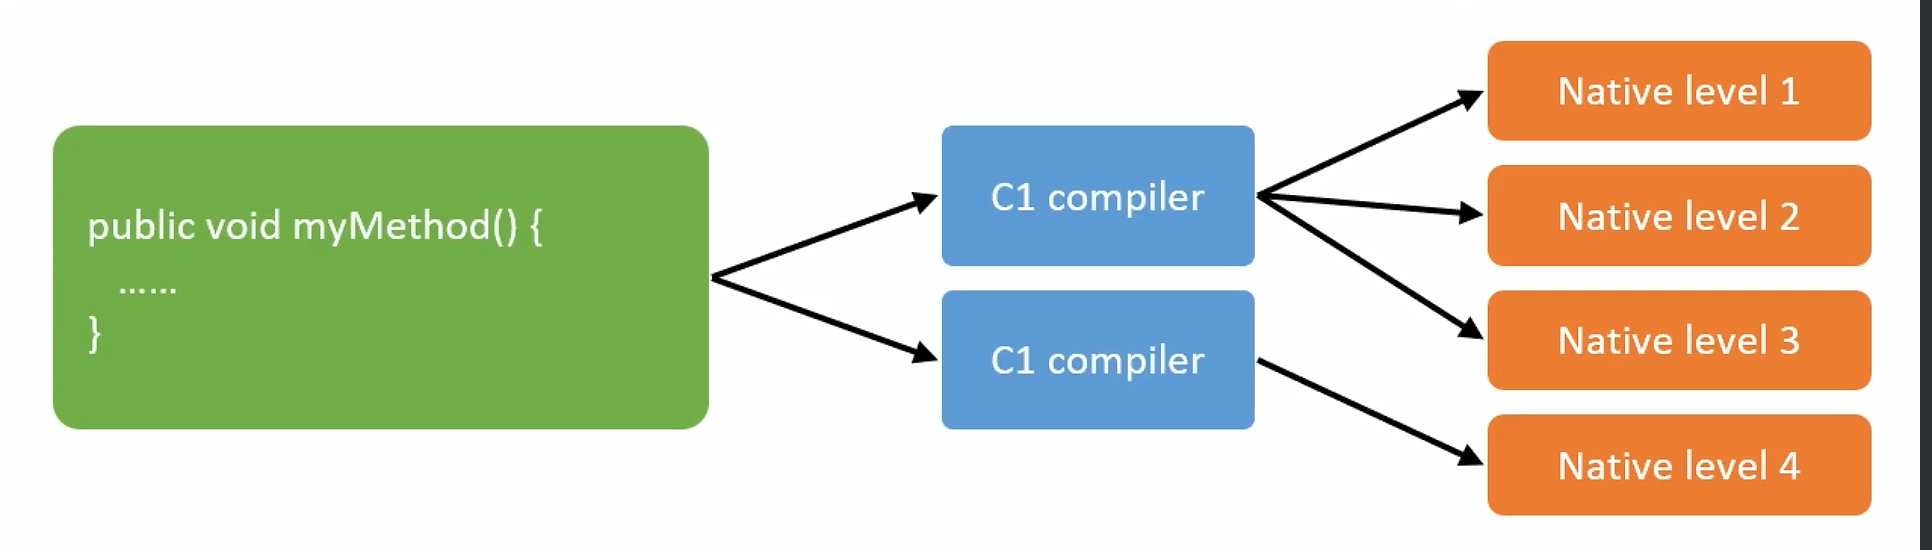 public void myMethod() {
......
}
C1 compiler
C1 compiler
Native level 1
Native level 2
Native level 3
Native level 4